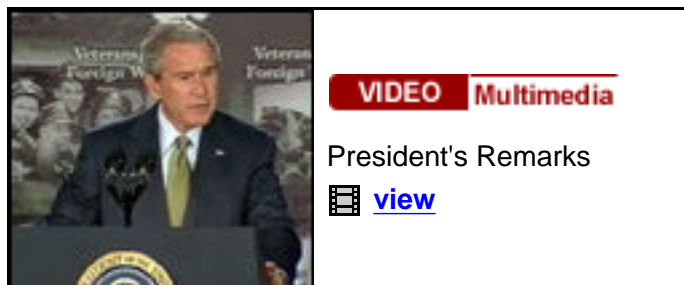 Veterans
Foreign W
Veteran
Foreign
VIDEO Multimedia
President's Remarks
view